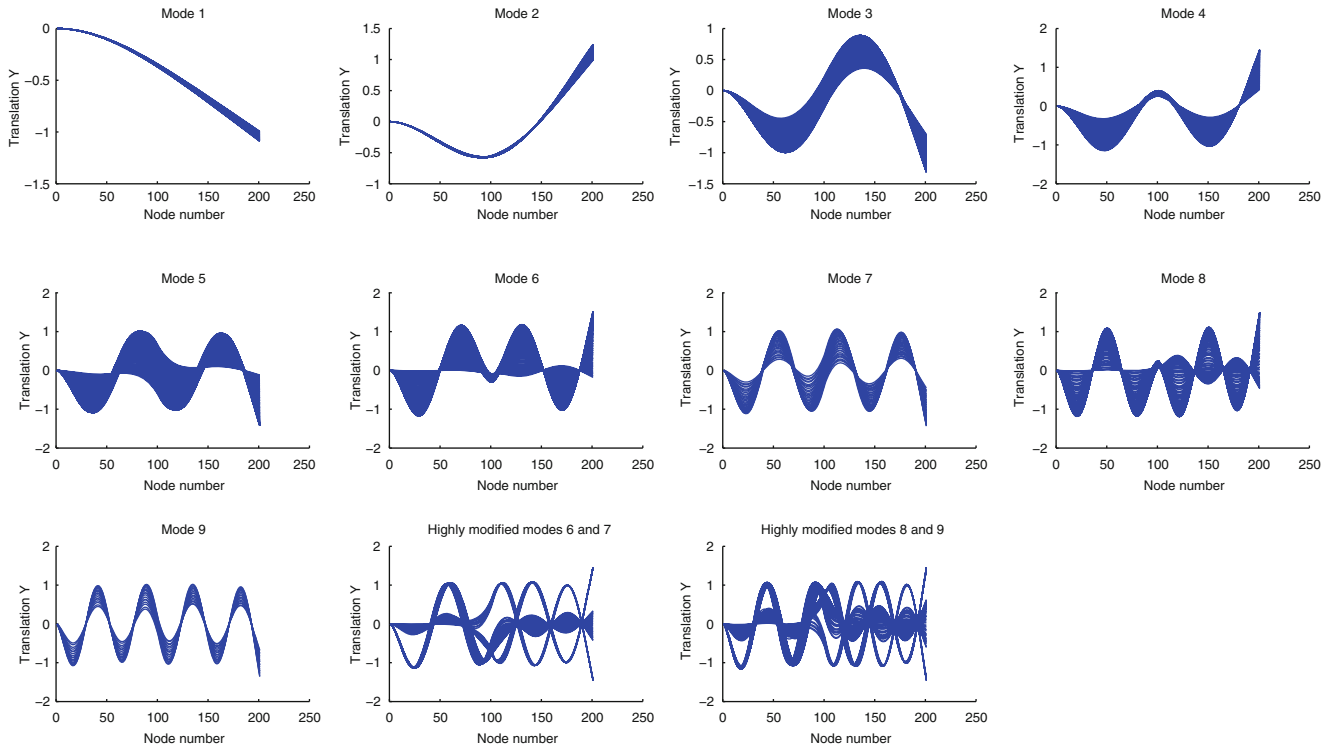 Mode 1
Mode 2
Mode 3
Mode 4
Translation Y
0
−0.5
−1
−1.5
0 50 100 150 200 250
Node number
Translation Y
1.5
1
0.5
0
−0.5
−1
0 50 100 150 200 250
Node number
Translation Y
1
0.5
0
−0.5
−1
−1.5
0 50 100 150 200 250
Node number
Translation Y
2
1
0
−1
−2
0 50 100 150 200 250
Node number
Mode 5
Mode 6
Mode 7
Mode 8
Translation Y
2
1
0
−1
−2
0 50 100 150 200 250
Node number
Translation Y
2
1
0
−1
−2
0 50 100 150 200 250
Node number
Translation Y
2
1
0
−1
−2
0 50 100 150 200 250
Node number
Translation Y
2
1
0
−1
−2
0 50 100 150 200 250
Node number
Mode 9
Highly modified modes 6 and 7
Highly modified modes 8 and 9
Translation Y
2
1
0
−1
−2
0 50 100 150 200 250
Node number
Translation Y
2
1
0
−1
−2
0 50 100 150 200 250
Node number
Translation Y
2
1
0
−1
−2
0 50 100 150 200 250
Node number